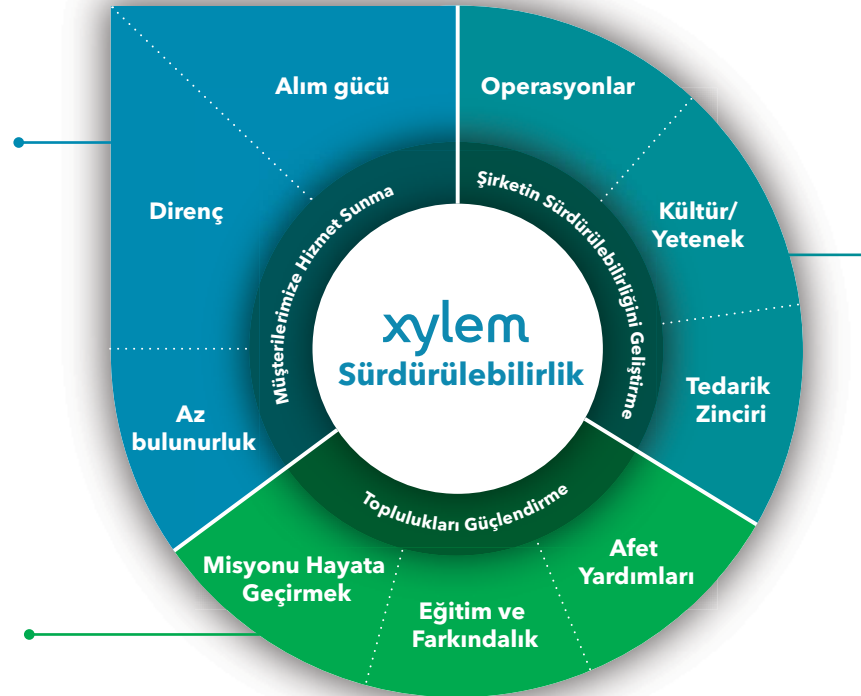 Alım gücü
Operasyonlar
Direnç
Kültür/
Yetenek
Müşterilerimize Hizmet Sunma
Şirketin Sürdürülebilirliğini Geliştirme
xylem
Sürdürülebilirlik
Az
bulunurluk
Tedarik
Zinciri
Toplulukları Güçlendirme
Misyonu Hayata
Geçirmek
Eğitim ve
Farkındalık
Afet
Yardımları